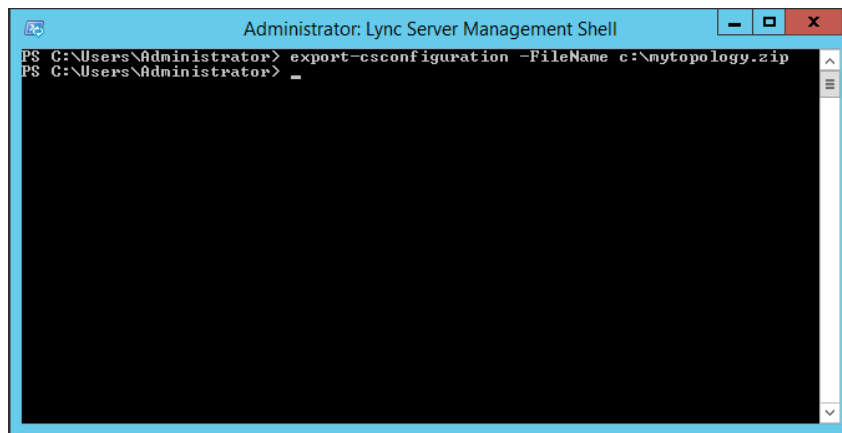 Administrator: Lync Server Management Shell
PS C:\Users\Administrator> export-csconfiguration -FileName c:\mytopology.zip
PS C:\Users\Administrator> _